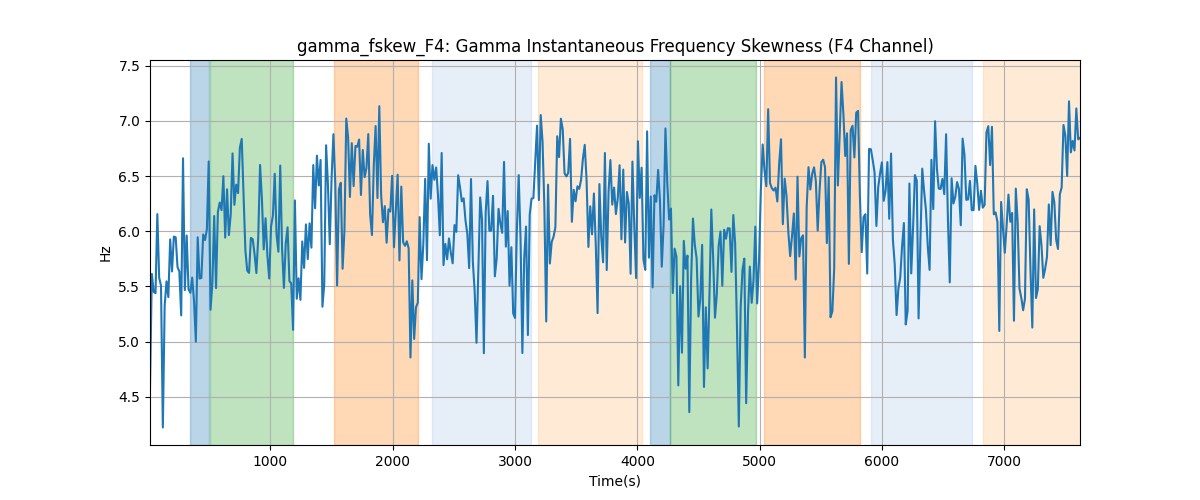 gamma_fskew_F4: Gamma Instantaneous Frequency Skewness (F4 Channel)
7.5
7.0
6.5
6.0
5.5
5.0
4.5
Hz
1000 2000 3000 4000 5000 6000 7000
Time(s)